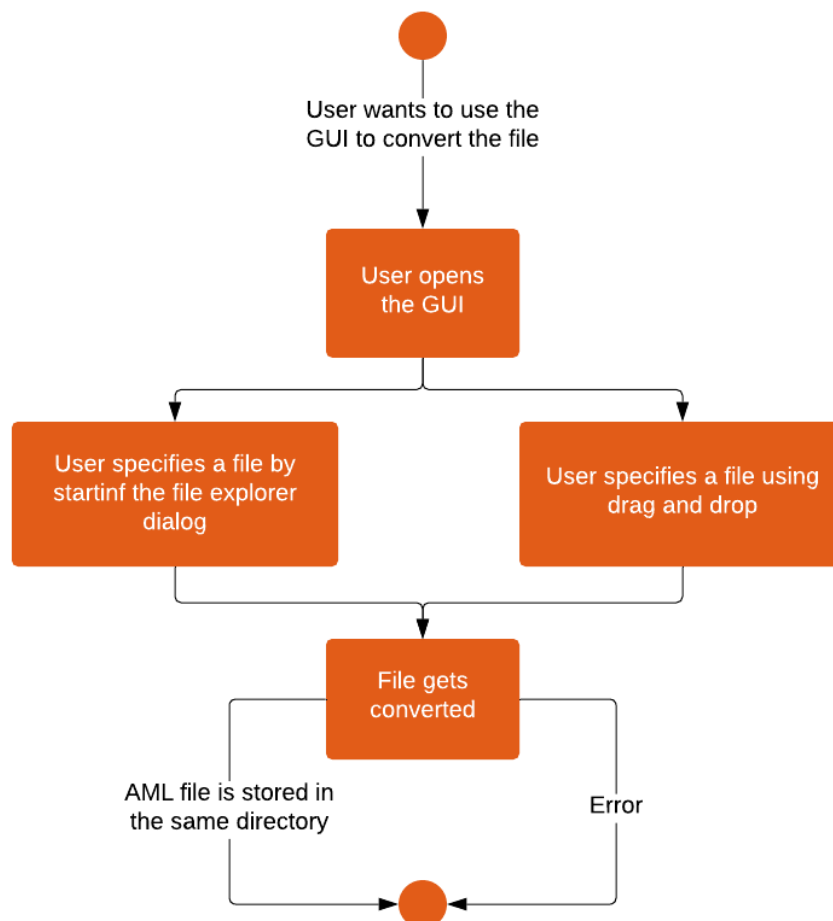 User wants to use the
GUI to convert the file
User opens
the GUI
User specifies a file by
startinf the file explorer
dialog
User specifies a file using
drag and drop
File gets
converted
AML file is stored in
the same directory
Error